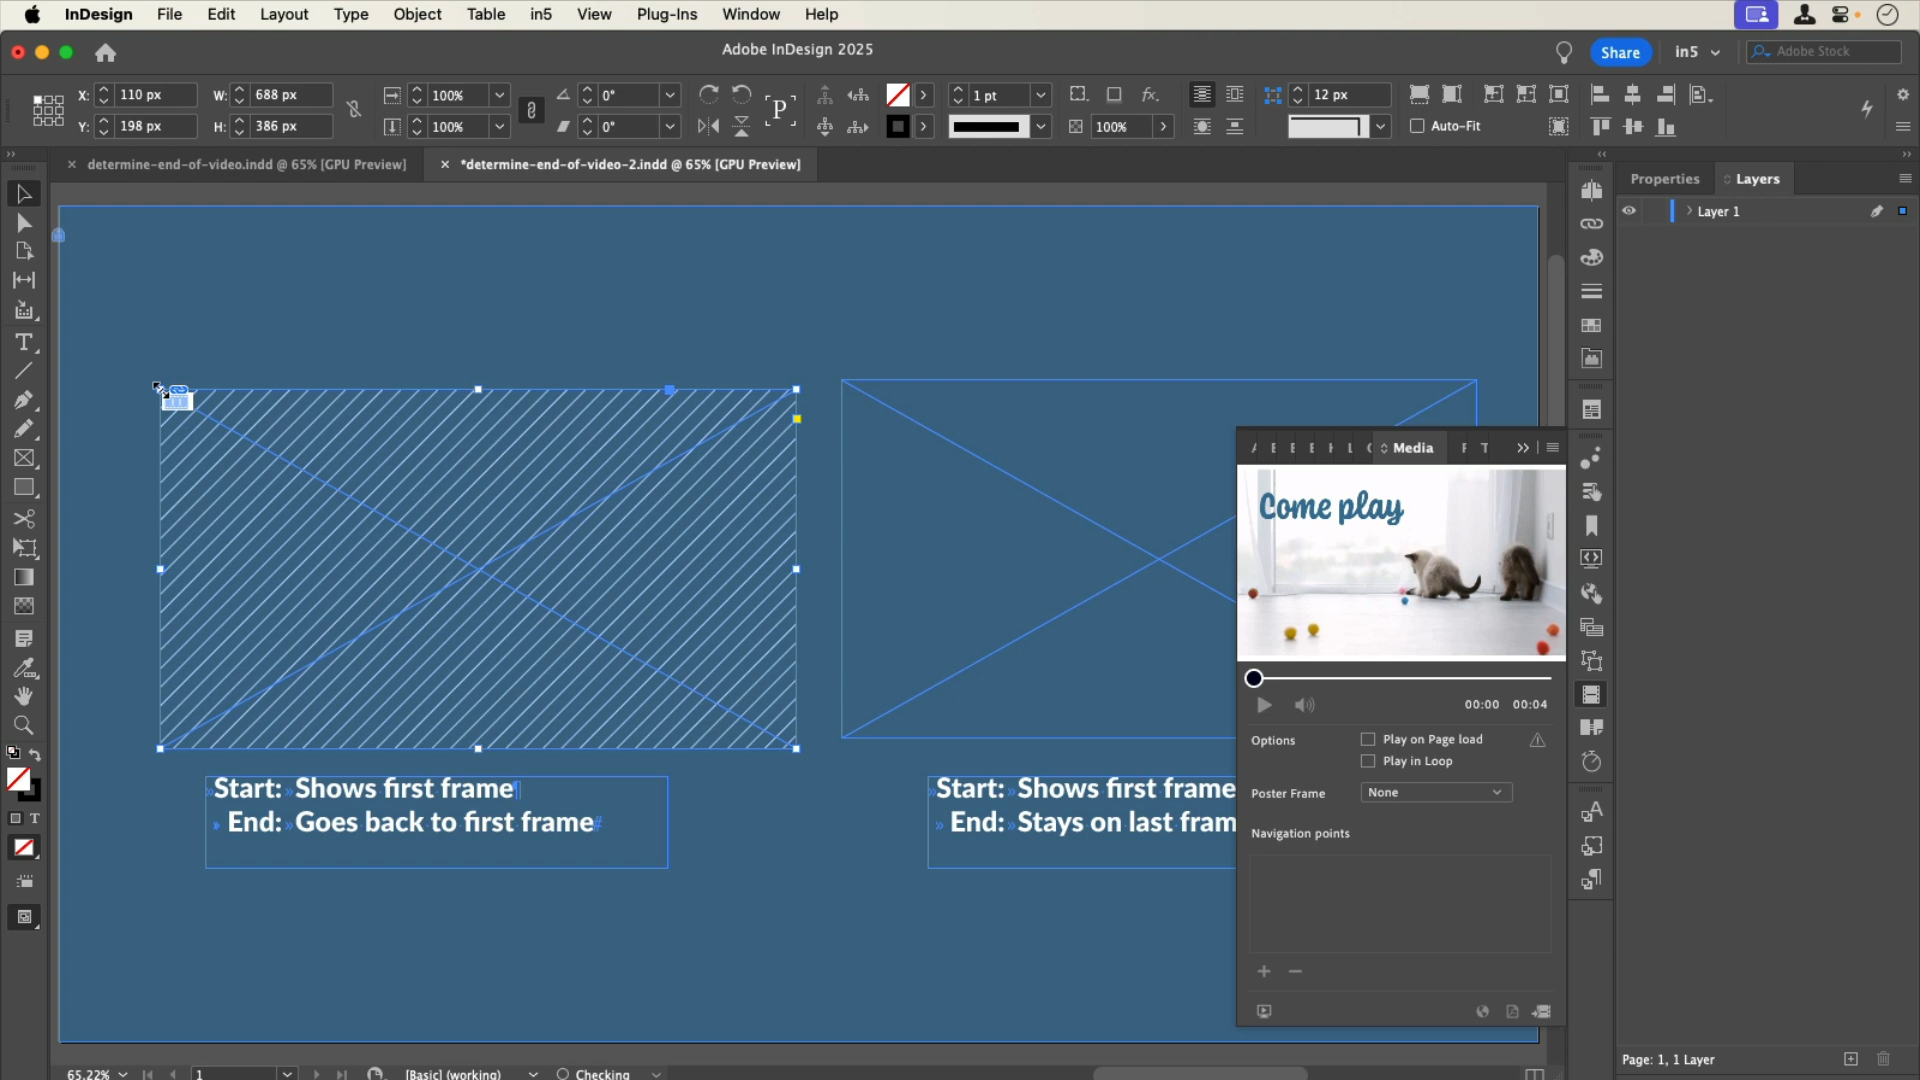 InDesign File Edit Layout Type Object Table in5 View Plug-Ins Window Help
Adobe InDesign 2025
Share in5 Adobe Stock
X: 110 px W: 688 px 100% 0° 1 pt fx. 12 px
Y: 198 px H: 386 px 100% 0° P 100% Auto-Fit
determine-end-of-video.indd @ 65% [GPU Preview]
*determine-end-of-video-2.indd @ 65% [GPU Preview]
Properties Layers
Layer 1
Media
Come play
00:00 00:04
Options Play on Page load
Play in Loop
Poster Frame None
Navigation points
Start: Shows first frame
End: Goes back to first frame
Start: Shows first frame
End: Stays on last fram
Page: 1, 1 Layer
65.22% 1 [Basic] (working) Checking